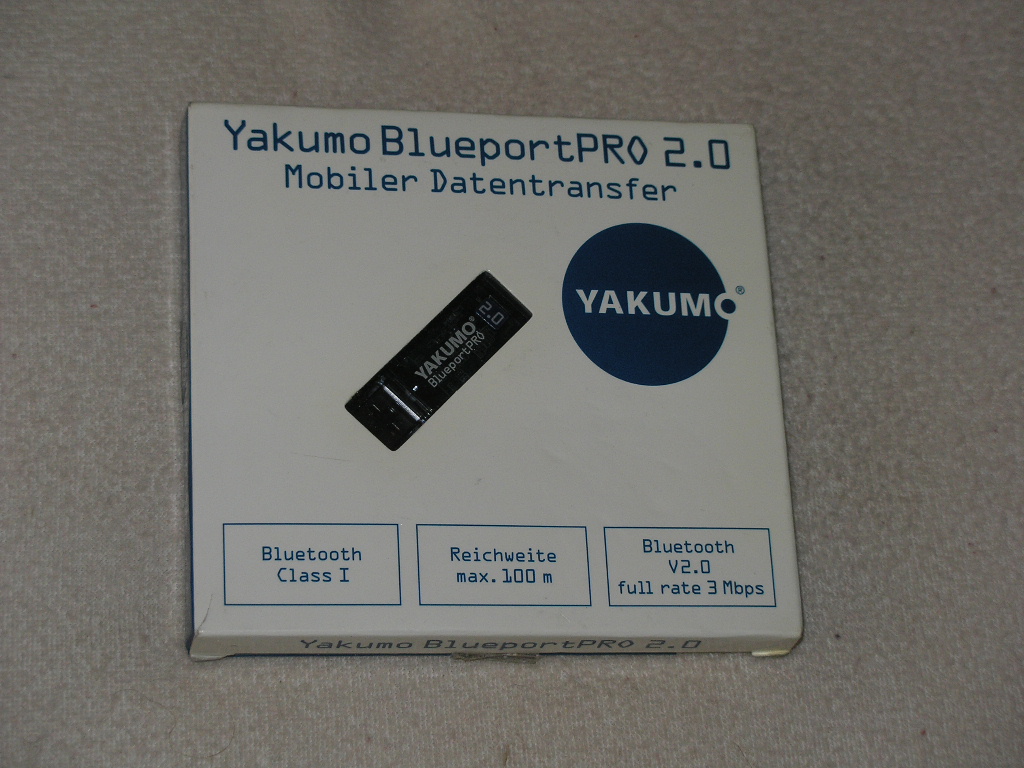 Yakumo BlueportPRO 2.0
Mobiler Datentransfer
YAKUMO®
YAKUMO®
BlueportPRO
2.0
Bluetooth
Class I
Reichweite
max. 100 m
Bluetooth
V2.0
full rate 3 Mbps
Yakumo BlueportPRO 2.0